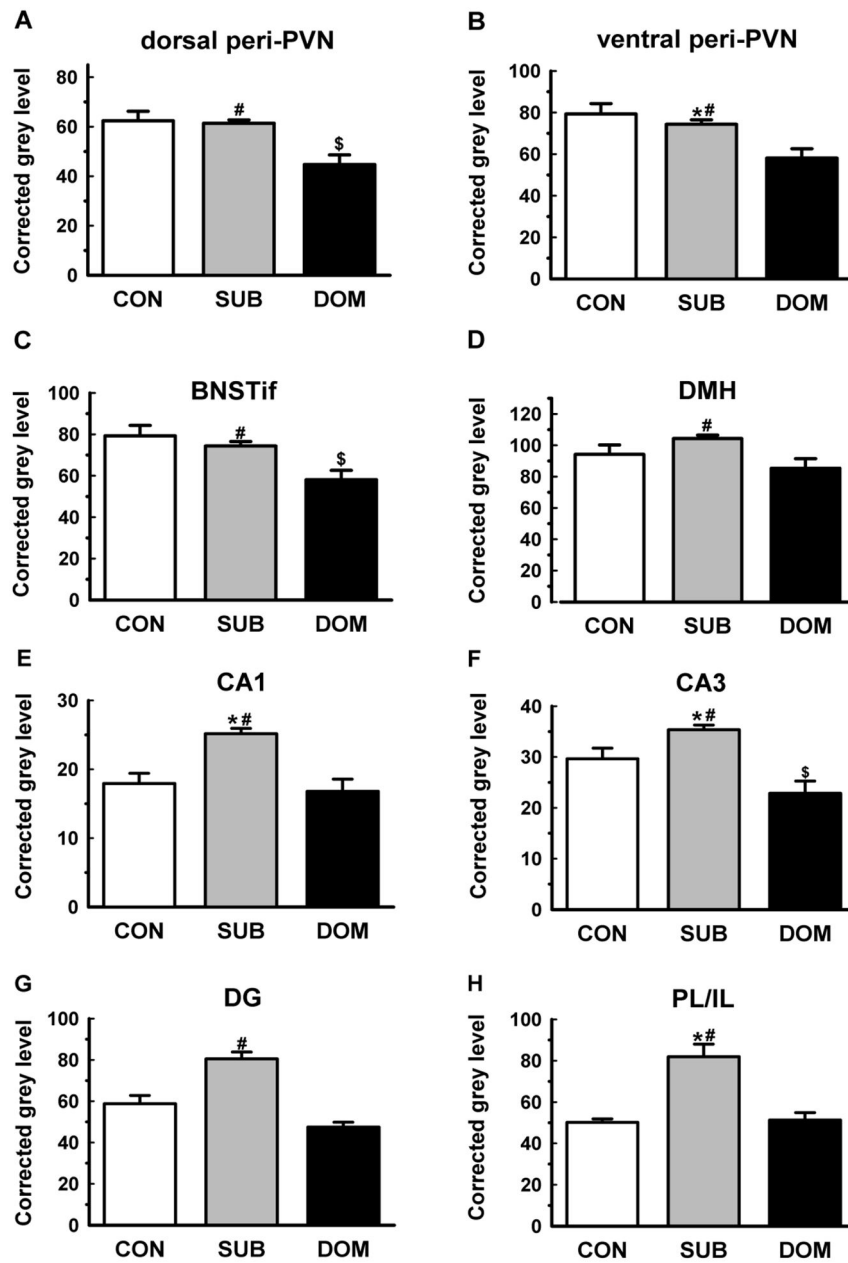 A
dorsal peri-PVN
Corrected grey level
80
60
40
20
0
#
$
CON SUB DOM
B
ventral peri-PVN
Corrected grey level
100
80
60
40
20
0
*#
CON SUB DOM
C
BNSTif
Corrected grey level
100
80
60
40
20
0
#
$
CON SUB DOM
D
DMH
Corrected grey level
120
100
80
60
40
20
0
#
CON SUB DOM
E
CA1
Corrected grey level
30
20
10
0
*#
CON SUB DOM
F
CA3
Corrected grey level
40
30
20
10
0
*#
$
CON SUB DOM
G
DG
Corrected grey level
100
80
60
40
20
0
#
CON SUB DOM
H
PL/IL
Corrected grey level
100
80
60
40
20
0
*#
CON SUB DOM